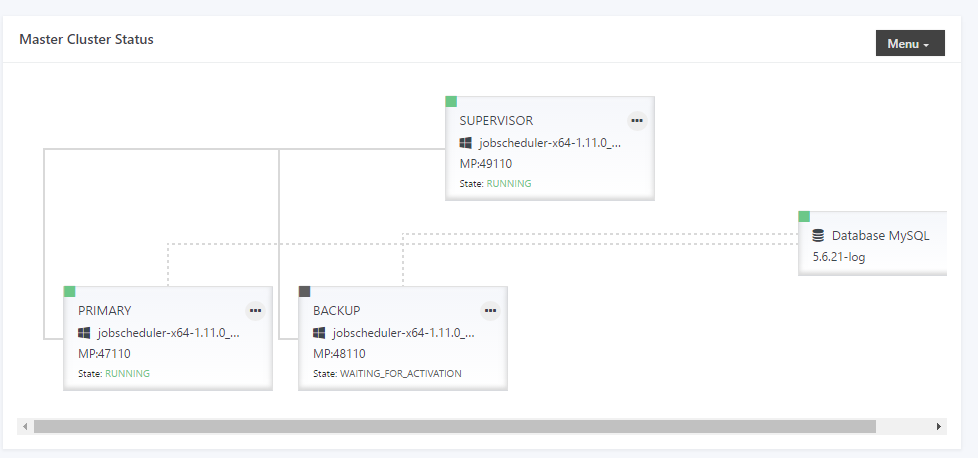 Master Cluster Status
Menu
SUPERVISOR
jobscheduler-x64-1.11.0_...
MP:49110
State: RUNNING
Database MySQL
5.6.21-log
PRIMARY
jobscheduler-x64-1.11.0_...
MP:47110
State: RUNNING
BACKUP
jobscheduler-x64-1.11.0_...
MP:48110
State: WAITING_FOR_ACTIVATION